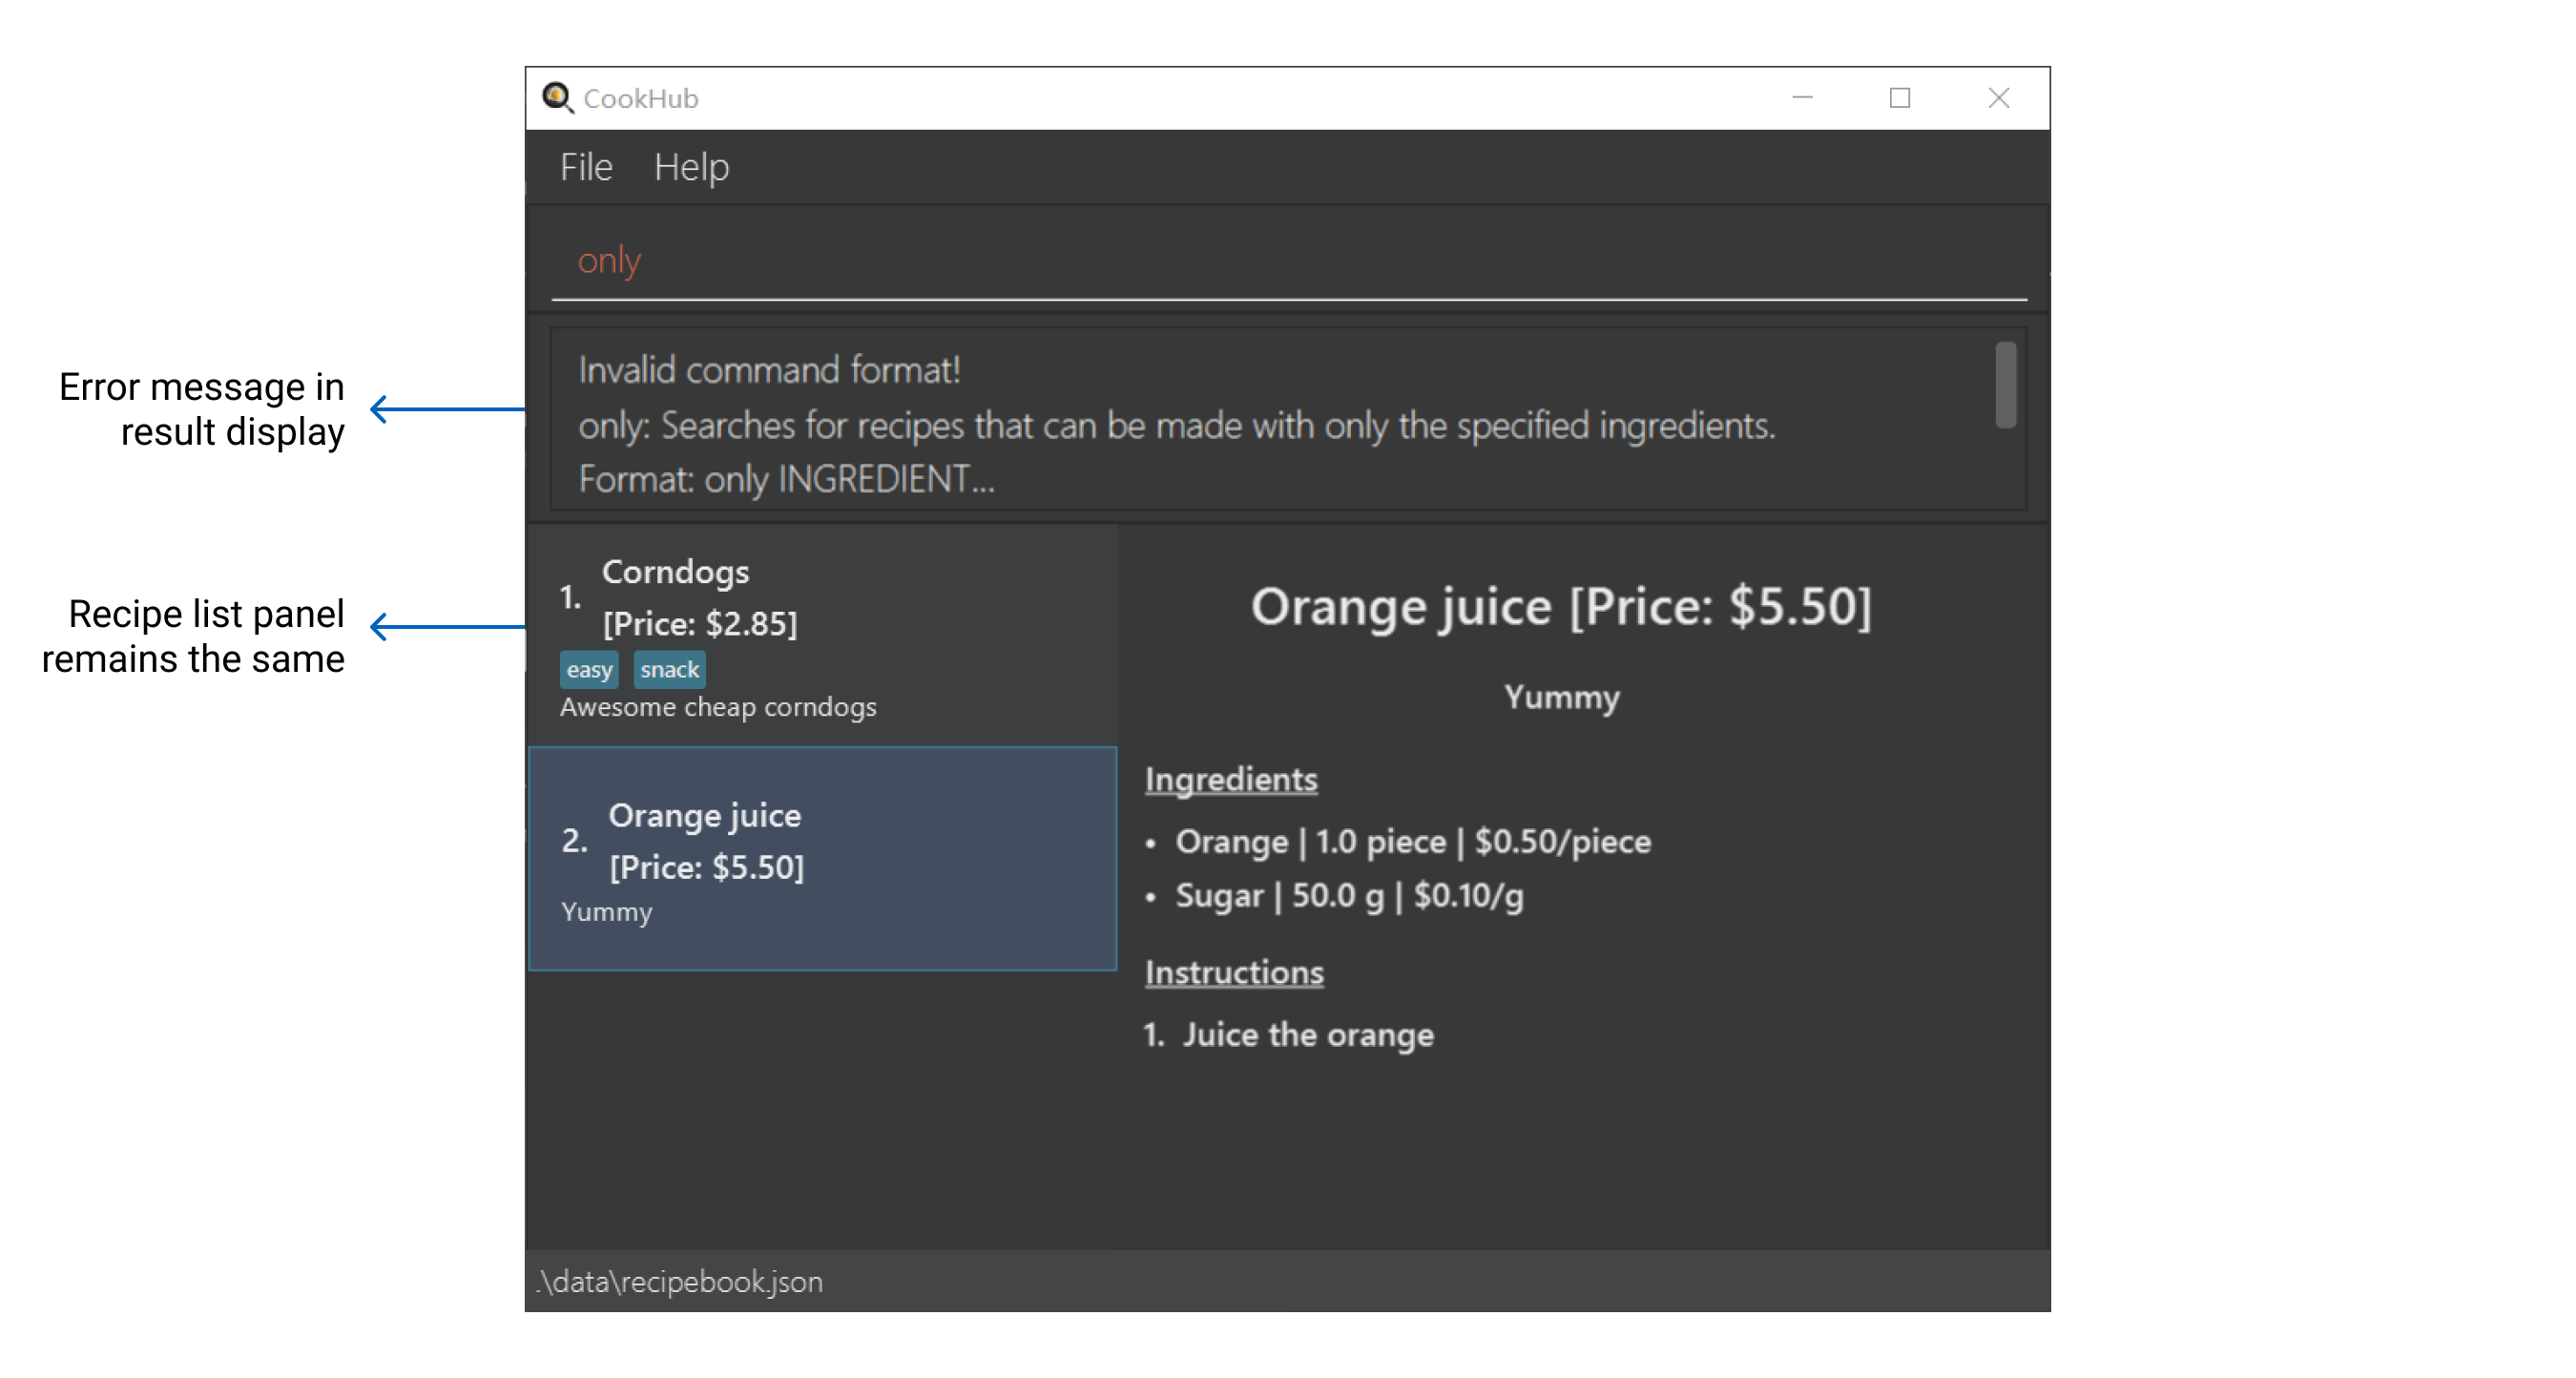 CookHub
File Help
only
Error message in
result display
Invalid command format!
only: Searches for recipes that can be made with only the specified ingredients.
Format: only INGREDIENT...
Recipe list panel
remains the same
1. Corndogs
[Price: $2.85]
easy snack
Awesome cheap corndogs
2. Orange juice
[Price: $5.50]
Yummy
Orange juice [Price: $5.50]
Yummy
Ingredients
• Orange | 1.0 piece | $0.50/piece
• Sugar | 50.0 g | $0.10/g
Instructions
1. Juice the orange
.\data\recipebook.json